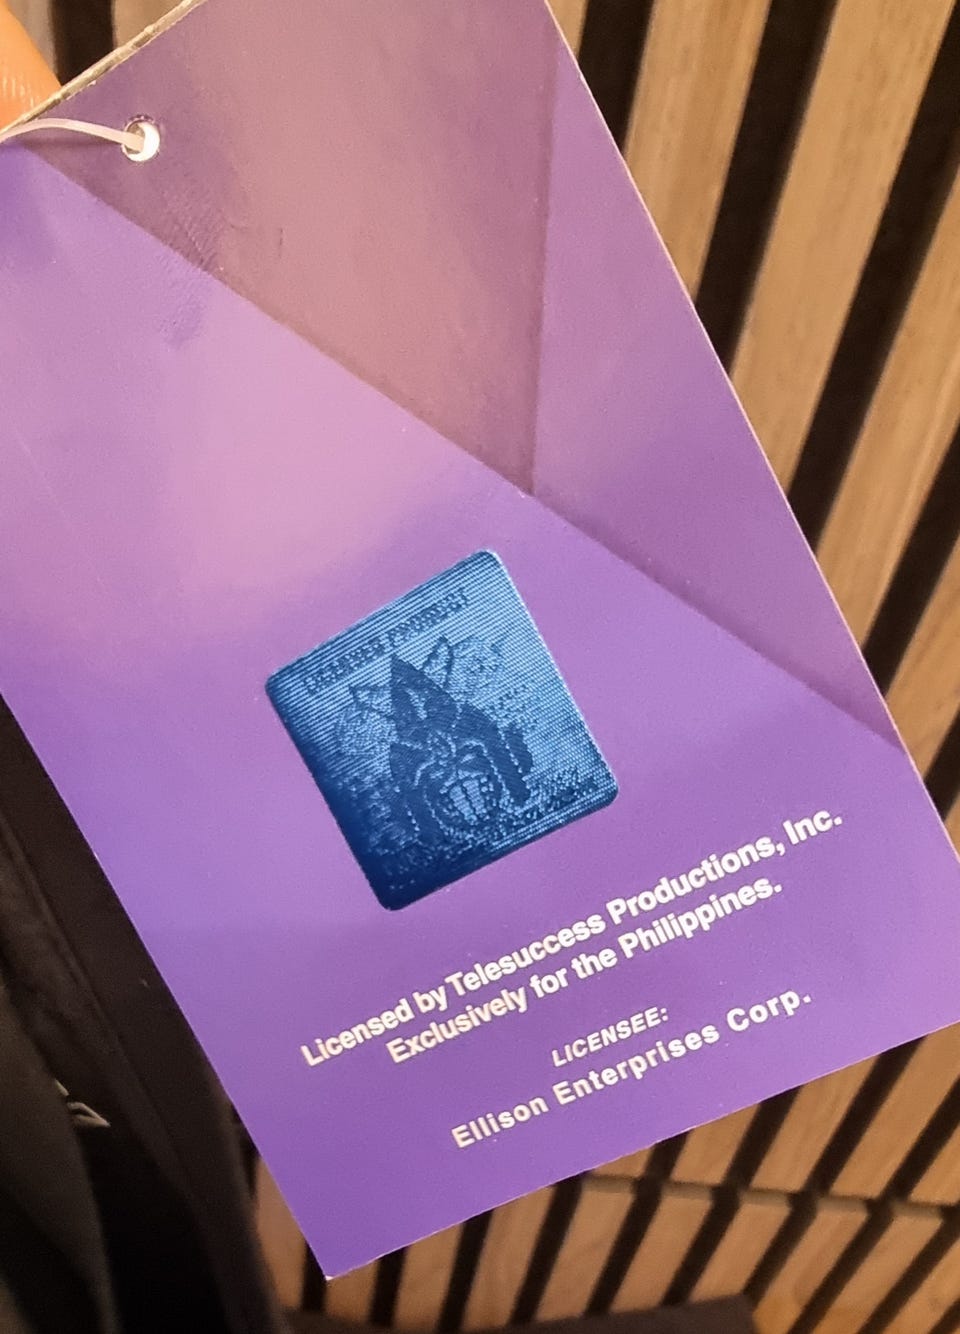 LICENSED PRODUCT
Licensed by Telesuccess Productions, Inc.
Exclusively for the Philippines.
LICENSEE:
Ellison Enterprises Corp.